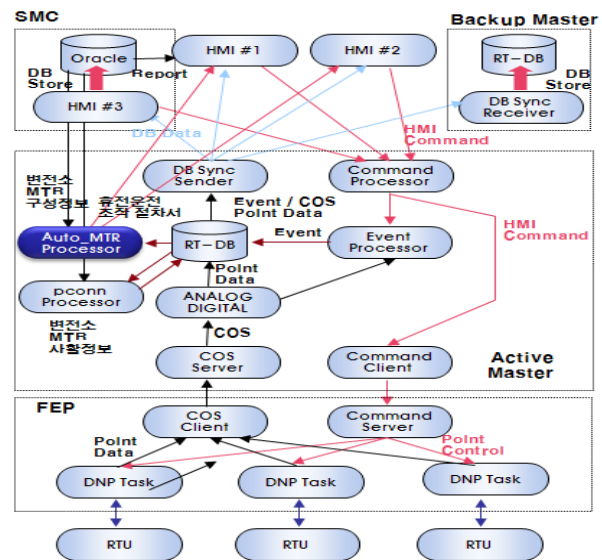 SMC
Backup Master
Oracle
HMI #1
HMI #2
RT-DB
DB
Store
Report
DB
Store
HMI #3
DB Sync
Receiver
DB Data
HMI
Command
DB Sync
Sender
Command
Processor
변전소
MTR
구성정보
휴전운전
조작 절차서
Event / COS
Point Data
HMI
Command
Auto_MTR
Processor
RT-DB
Event
Event
Processor
pconn
Processor
Point
Data
ANALOG
DIGITAL
변전소
MTR
사활정보
COS
COS
Server
Command
Client
Active
Master
FEP
COS
Client
Command
Server
Point
Data
Point
Control
DNP Task
DNP Task
DNP Task
RTU
RTU
RTU